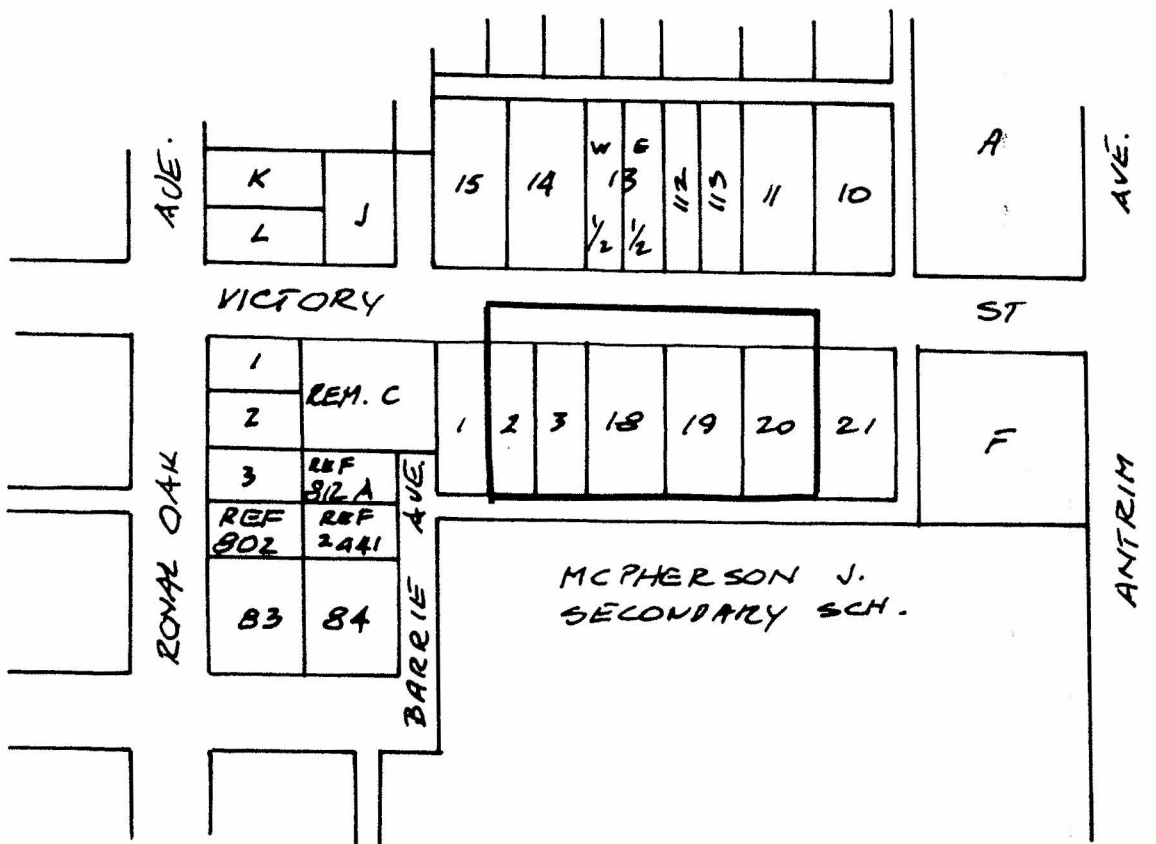 A
AVE.
AVE.
K
J
L
15 14 W E 13 1/2 1/2 112 113 11 10
VICTORY ST
1
REM. C
2
1 2 3 18 19 20 21
F
3
REF
812 A
REF
802
REF
2A41
83 84
RONAL OAK
BARRIE AVE.
ANTRIM
MCPHERSON J.
SECONDARY SCH.